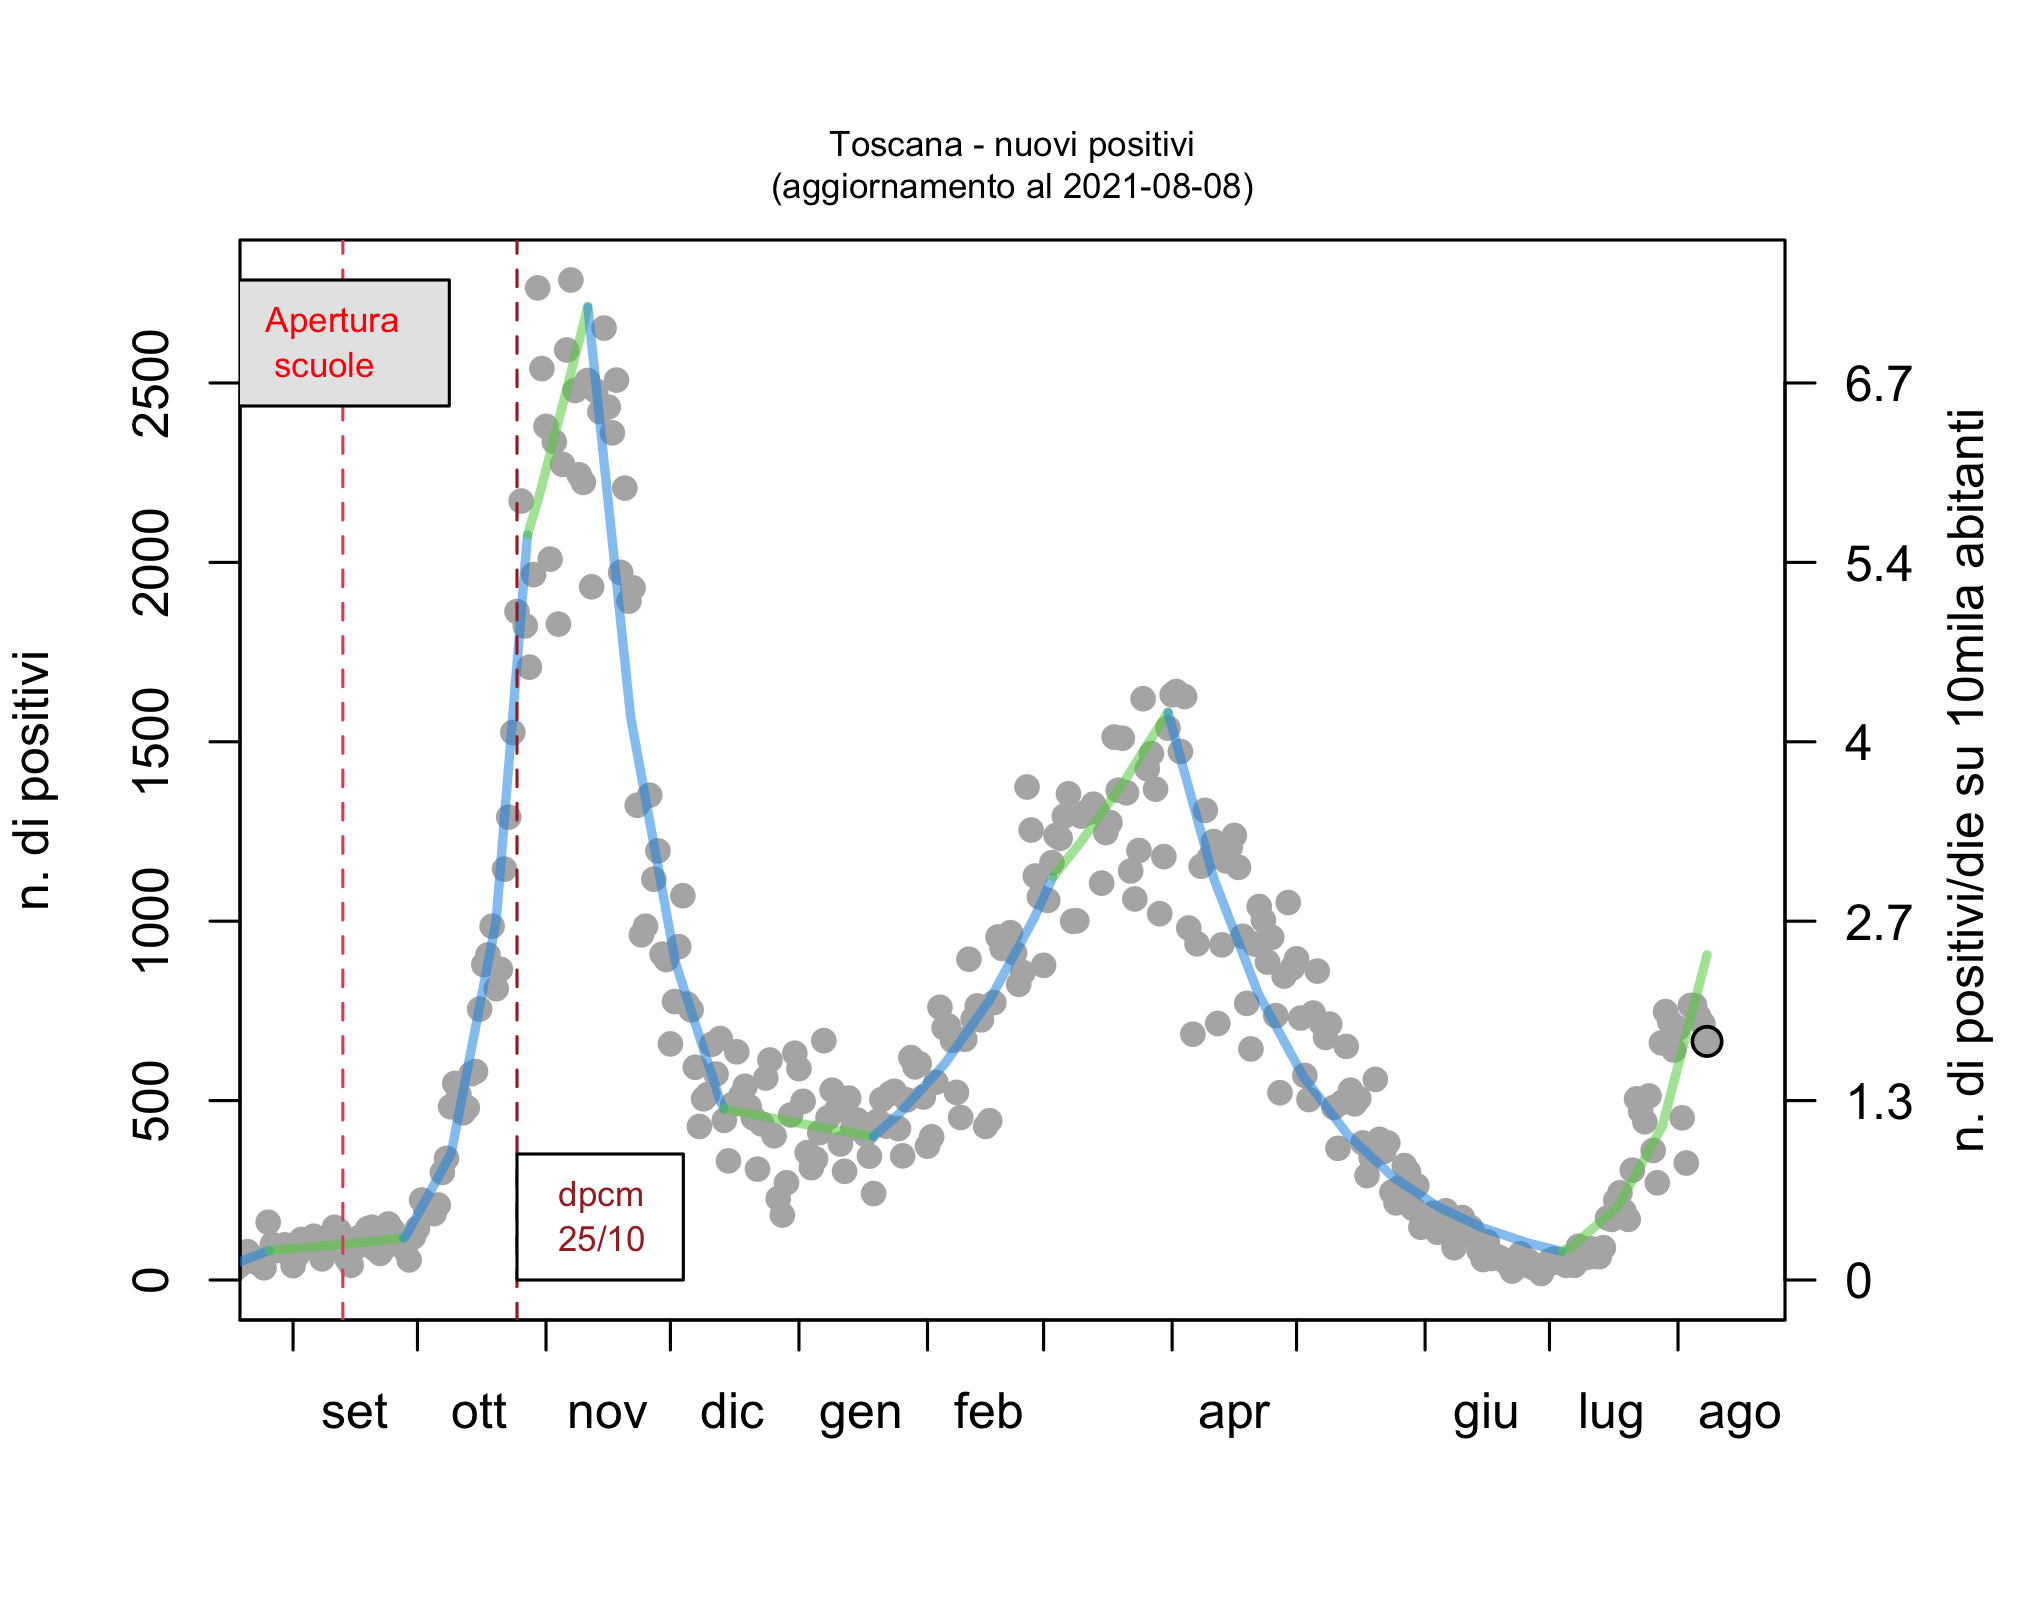 Toscana - nuovi positivi
(aggiornamento al 2021-08-08)
Apertura
scuole
dpcm
25/10
n. di positivi
0
500
1000
1500
2000
2500
n. di positivi/die su 10mila abitanti
0
1.3
2.7
4
5.4
6.7
set ott nov dic gen feb apr giu lug ago